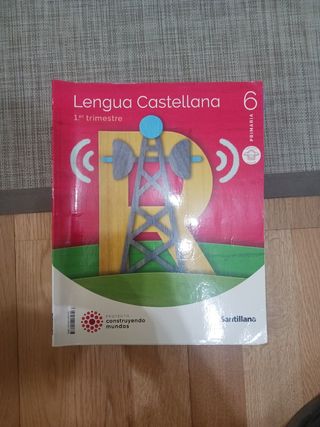 Lengua Castellana
1.er trimestre
6
PRIMARIA
R
PROYECTO
construyendo
mundos
Santillana